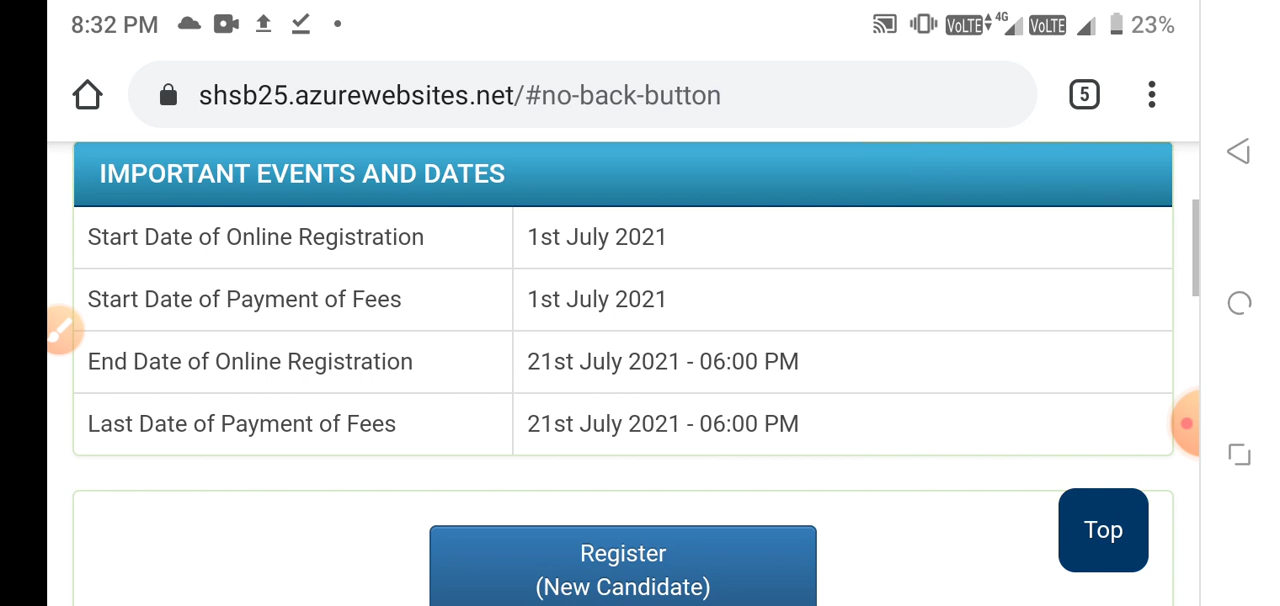 8:32 PM
VoLTE 4G VoLTE 23%
shsb25.azurewebsites.net/#no-back-button
5
IMPORTANT EVENTS AND DATES
Start Date of Online Registration 1st July 2021
Start Date of Payment of Fees 1st July 2021
End Date of Online Registration 21st July 2021 - 06:00 PM
Last Date of Payment of Fees 21st July 2021 - 06:00 PM
Top
Register
(New Candidate)